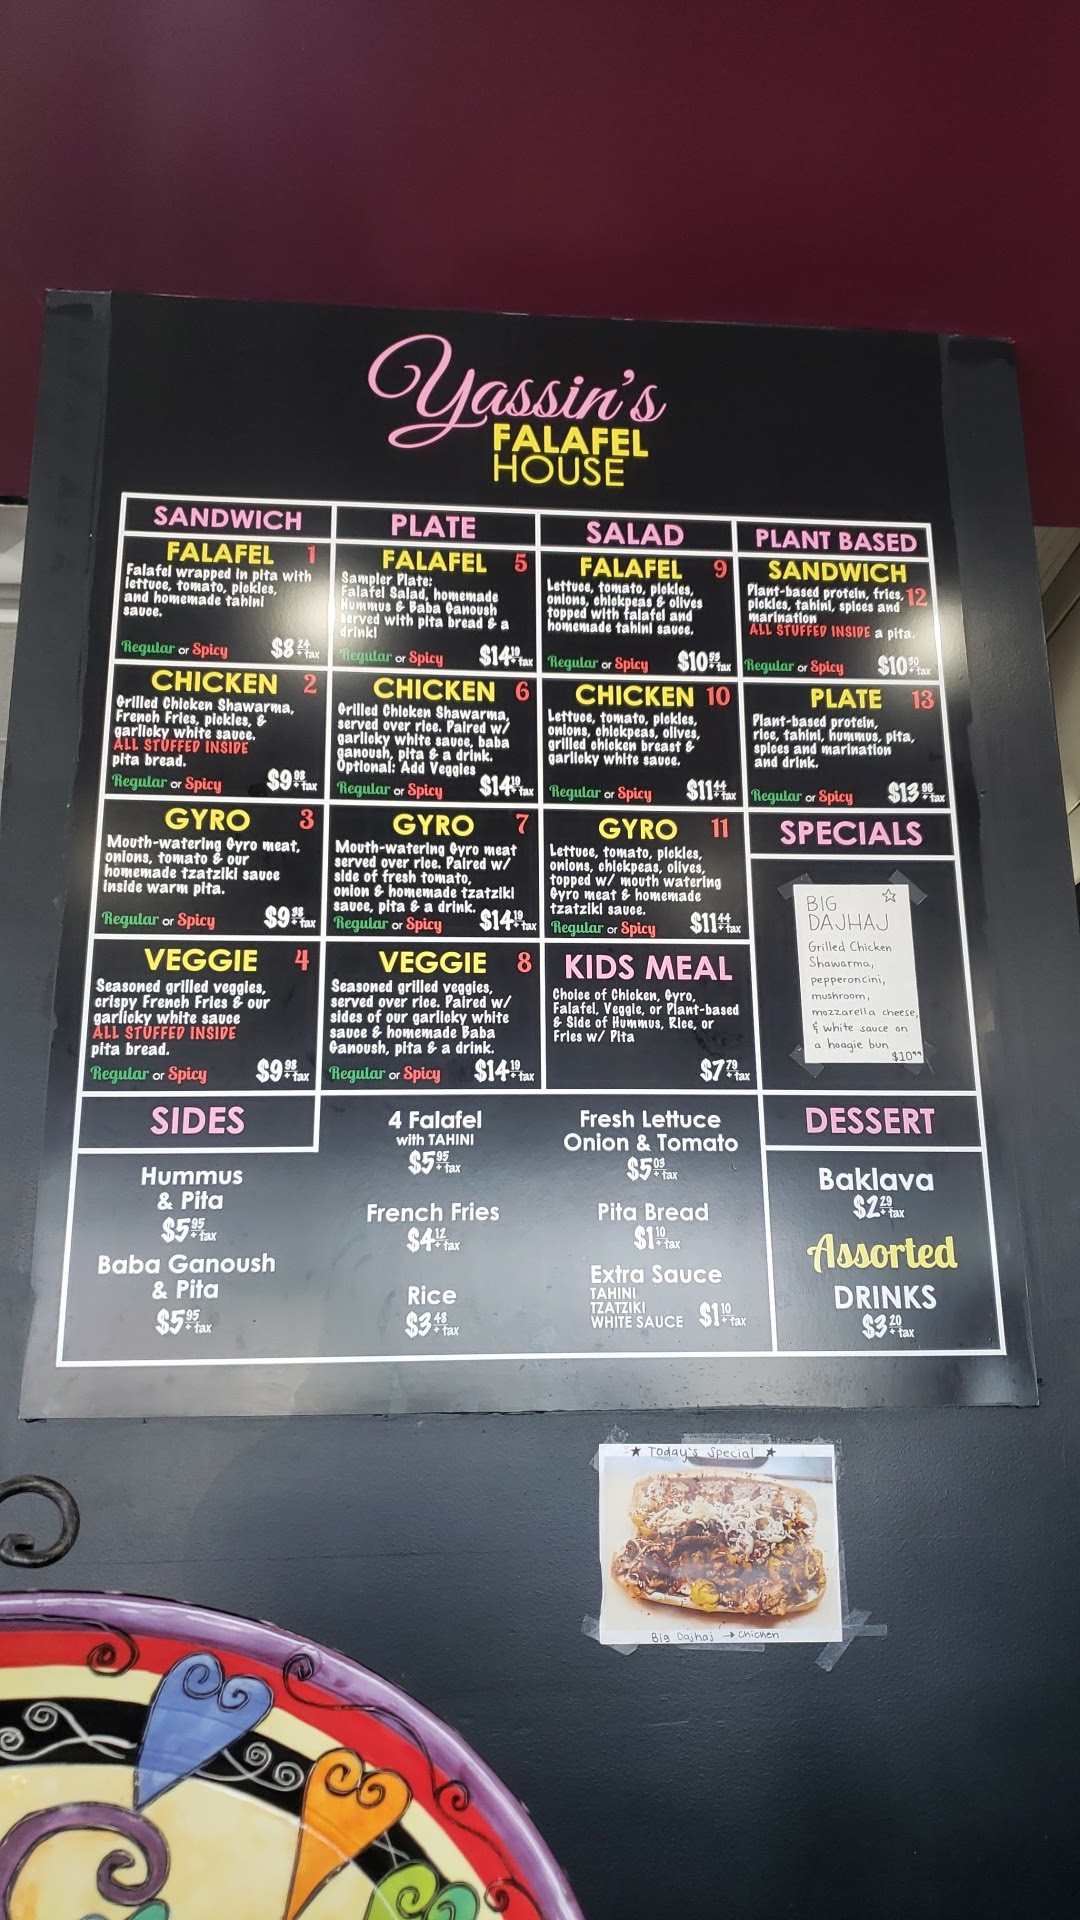 Yassin's
FALAFEL
HOUSE
SANDWICH
FALAFEL 1
Falafel wrapped in pita with
lettuce, tomato, pickles,
and homemade tahini
sauce.
Regular or Spicy $8.24 + tax
CHICKEN 2
Grilled Chicken Shawarma,
French Fries, pickles, &
garlicky white sauce.
ALL STUFFED INSIDE
pita bread.
Regular or Spicy $9.98 + tax
GYRO 3
Mouth-watering Gyro meat,
onions, tomato & our
homemade tzatziki sauce
inside warm pita.
Regular or Spicy $9.98 + tax
VEGGIE 4
Seasoned grilled veggies,
crispy French Fries & our
garlicky white sauce
ALL STUFFED INSIDE
pita bread.
Regular or Spicy $9.98 + tax
PLATE
FALAFEL 5
Sampler Plate:
Falafel Salad, homemade
Hummus & Baba Ganoush
served with pita bread & a
drink!
Regular or Spicy $14.19 + tax
CHICKEN 6
Grilled Chicken Shawarma,
served over rice. Paired w/
garlicky white sauce, baba
ganoush, pita & a drink.
Optional: Add Veggies
Regular or Spicy $14.19 + tax
GYRO 7
Mouth-watering Gyro meat
served over rice. Paired w/
side of fresh tomato,
onion & homemade tzatziki
sauce, pita & a drink.
Regular or Spicy $14.19 + tax
VEGGIE 8
Seasoned grilled veggies,
served over rice. Paired w/
sides of our garlicky white
sauce & homemade Baba
Ganoush, pita & a drink.
Regular or Spicy $14.19 + tax
SALAD
FALAFEL 9
Lettuce, tomato, pickles,
onions, chickpeas & olives
topped with falafel and
homemade tahini sauce.
Regular or Spicy + tax
CHICKEN 10
Lettuce, tomato, pickles,
onions, chickpeas, olives,
grilled chicken breast &
garlicky white sauce.
Regular or Spicy $11.44 + tax
GYRO 11
Lettuce, tomato, pickles,
onions, chickpeas, olives,
topped w/ mouth watering
Gyro meat & homemade
tzatziki sauce.
Regular or Spicy $11.44 + tax
KIDS MEAL
Choice of Chicken, Gyro,
Falafel, Veggie, or Plant-based
& Side of Hummus, Rice, or
Fries w/ Pita
$7.79 + tax
PLANT BASED
SANDWICH
Plant-based protein, fries, 12
pickles, tahini, spices and
marination
ALL STUFFED INSIDE a pita.
Regular or Spicy + tax
PLATE 13
Plant-based protein,
rice, tahini, hummus, pita,
spices and marination
and drink.
Regular or Spicy $13.96 + tax
SPECIALS
BIG
DAJHAJ
Grilled Chicken
Shawarma,
pepperoncini,
mushroom,
mozzarella cheese,
& white sauce on
a hoagie bun
$10.99
SIDES
Hummus
& Pita
$5.95 + tax
Baba Ganoush
& Pita
$5.95 + tax
4 Falafel
with TAHINI
$5.95 + tax
French Fries
$4.12 + tax
Rice
$3.48 + tax
Fresh Lettuce
Onion & Tomato
$5.03 + tax
Pita Bread
$1.10 + tax
Extra Sauce
TAHINI
TZATZIKI
WHITE SAUCE $1.10 + tax
DESSERT
Baklava
$2.29 + tax
Assorted
DRINKS
$3.20 + tax
★ Today's Special ★
Big Dajhaj → chicken